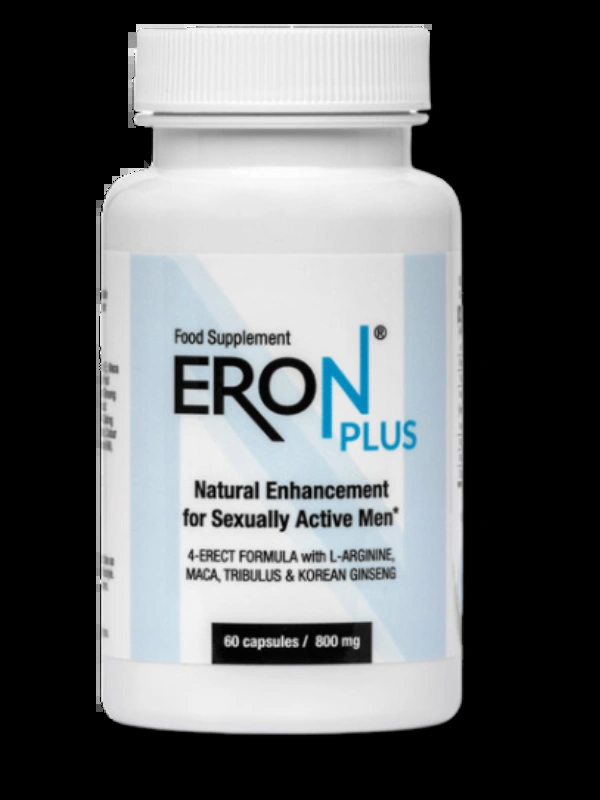 Food Supplement
ERON®
PLUS
Natural Enhancement
for Sexually Active Men*
4-ERECT FORMULA with L-ARGININE,
MACA, TRIBULUS & KOREAN GINSENG
60 capsules / 800 mg